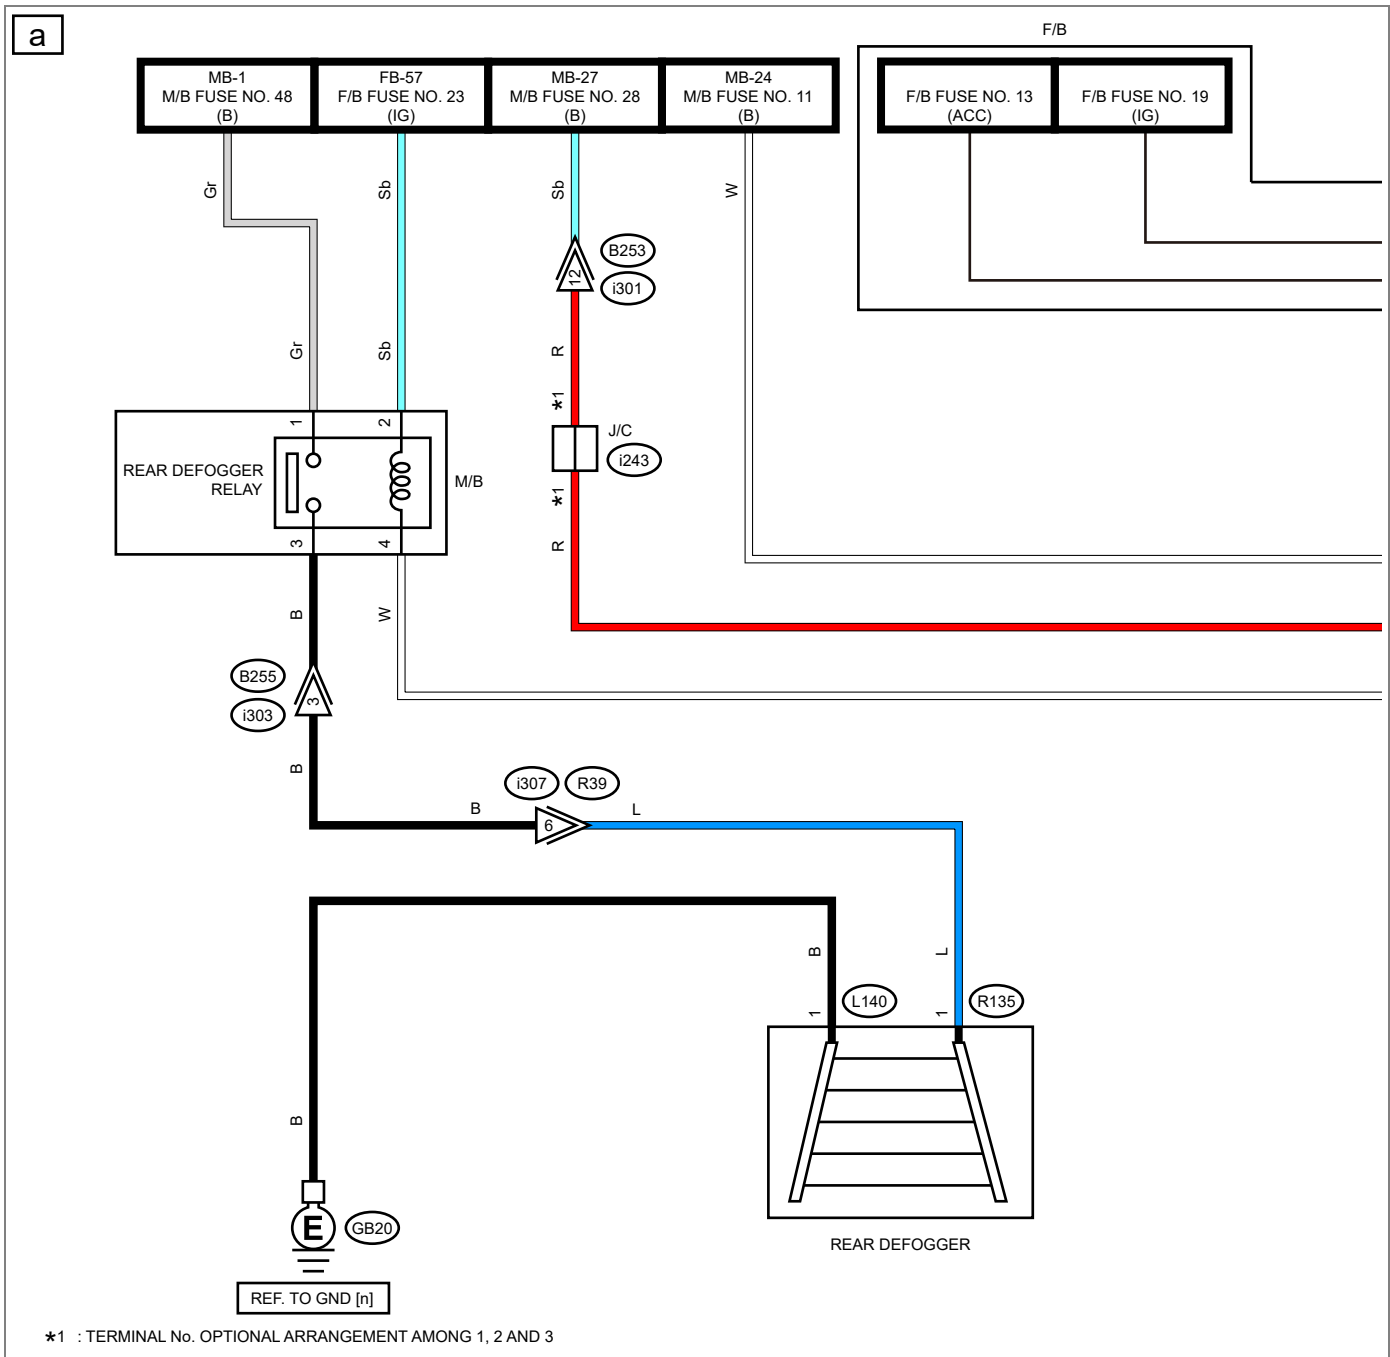 a
F/B
MB-1
M/B FUSE NO. 48
(B)
FB-57
F/B FUSE NO. 23
(IG)
MB-27
M/B FUSE NO. 28
(B)
MB-24
M/B FUSE NO. 11
(B)
F/B FUSE NO. 13
(ACC)
F/B FUSE NO. 19
(IG)
Gr
Sb
Sb
W
B253
12
i301
Gr
Sb
R
*1
1
2
J/C
i243
REAR DEFOGGER
RELAY
M/B
*1
3
4
R
B
W
B255
3
i303
B
i307
R39
B
6
L
B
L
1
L140
1
R135
B
E
GB20
REAR DEFOGGER
REF. TO GND [n]
*1 : TERMINAL No. OPTIONAL ARRANGEMENT AMONG 1, 2 AND 3